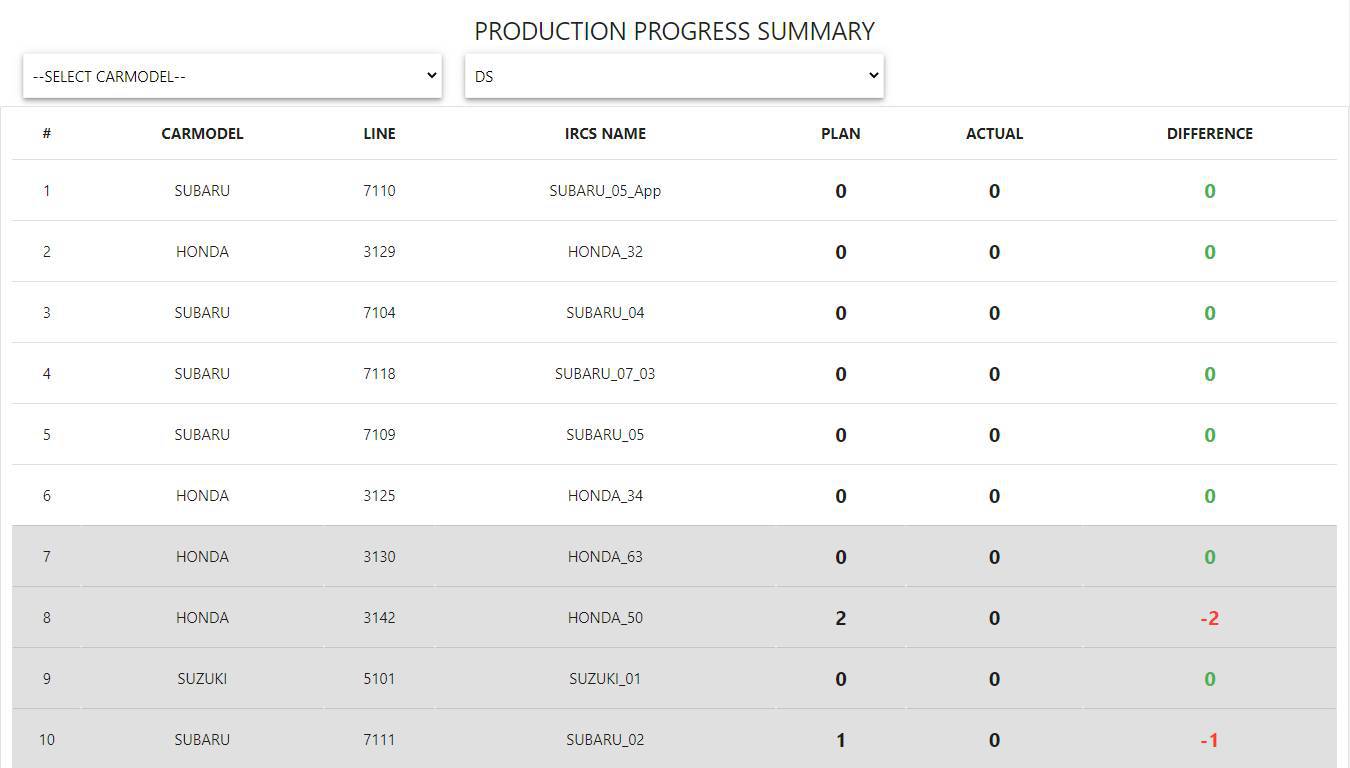 PRODUCTION PROGRESS SUMMARY
--SELECT CARMODEL-- DS
# CARMODEL LINE IRCS NAME PLAN ACTUAL DIFFERENCE
1 SUBARU 7110 SUBARU_05_App 0 0 0
2 HONDA 3129 HONDA_32 0 0 0
3 SUBARU 7104 SUBARU_04 0 0 0
4 SUBARU 7118 SUBARU_07_03 0 0 0
5 SUBARU 7109 SUBARU_05 0 0 0
6 HONDA 3125 HONDA_34 0 0 0
7 HONDA 3130 HONDA_63 0 0 0
8 HONDA 3142 HONDA_50 2 0 -2
9 SUZUKI 5101 SUZUKI_01 0 0 0
10 SUBARU 7111 SUBARU_02 1 0 -1